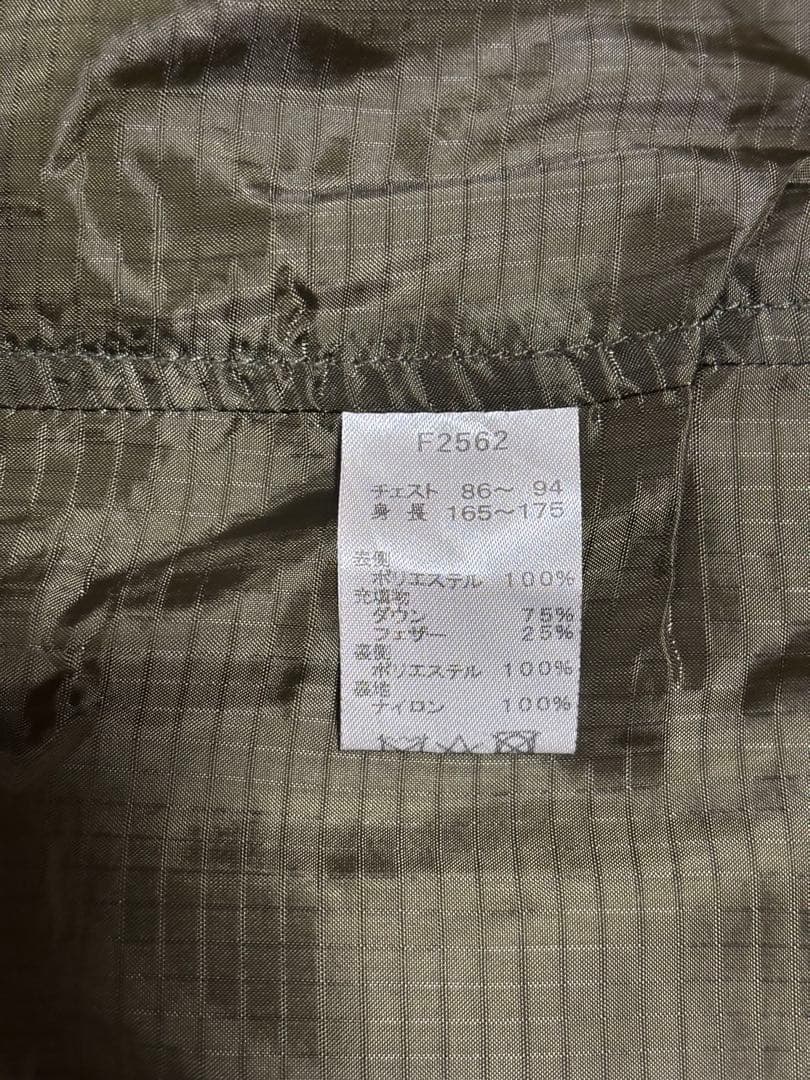 F2562
チェスト 86～ 94
身 長 165～175
表側
ポリエステル 100%
充填物
ダウン 75%
フェザー 25%
裏側
ポリエステル 100%
裏地
ナイロン 100%